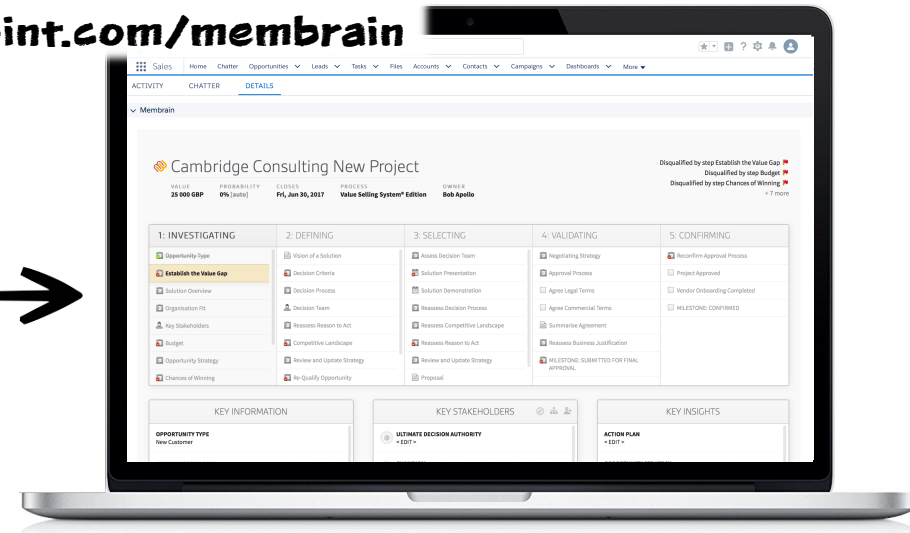 int.com/membrain
Sales Home Chatter Opportunities Leads Tasks Files Accounts Contacts Campaigns Dashboards More
ACTIVITY CHATTER DETAILS
Membrain
Cambridge Consulting New Project
Disqualified by step Establish the Value Gap
Disqualified by step Budget
Disqualified by step Chances of Winning
+ 7 more
VALUE PROBABILITY CLOSES PROCESS OWNER
25 000 GBP 0% [auto] Fri, Jun 30, 2017 Value Selling System® Edition Bob Apollo
1: INVESTIGATING
Opportunity Type
Establish the Value Gap
Solution Overview
Organisation Fit
Key Stakeholders
Budget
Opportunity Strategy
Chances of Winning
2: DEFINING
Vision of a Solution
Decision Criteria
Decision Process
Decision Team
Reassess Reason to Act
Competitive Landscape
Review and Update Strategy
Re-Qualify Opportunity
3: SELECTING
Assess Decision Team
Solution Presentation
Solution Demonstration
Reassess Decision Process
Reassess Competitive Landscape
Reassess Reason to Act
Review and Update Strategy
Proposal
4: VALIDATING
Negotiating Strategy
Approval Process
Agree Legal Terms
Agree Commercial Terms
Summarise Agreement
Reassess Business Justification
MILESTONE: SUBMITTED FOR FINAL
APPROVAL
5: CONFIRMING
Reconfirm Approval Process
Project Approved
Vendor Onboarding Completed
MILESTONE: CONFIRMED
KEY INFORMATION
OPPORTUNITY TYPE
New Customer
KEY STAKEHOLDERS
ULTIMATE DECISION AUTHORITY
< EDIT >
KEY INSIGHTS
ACTION PLAN
< EDIT >